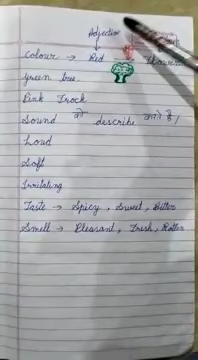 Adjective
Colour → Red Flower
Green tree
Pink Frock
Sound को describe करते है,
Loud
Soft
Irritating
Taste → Spicy, Sweet, Bitter
Smell → Pleasant, Fresh, Rotten